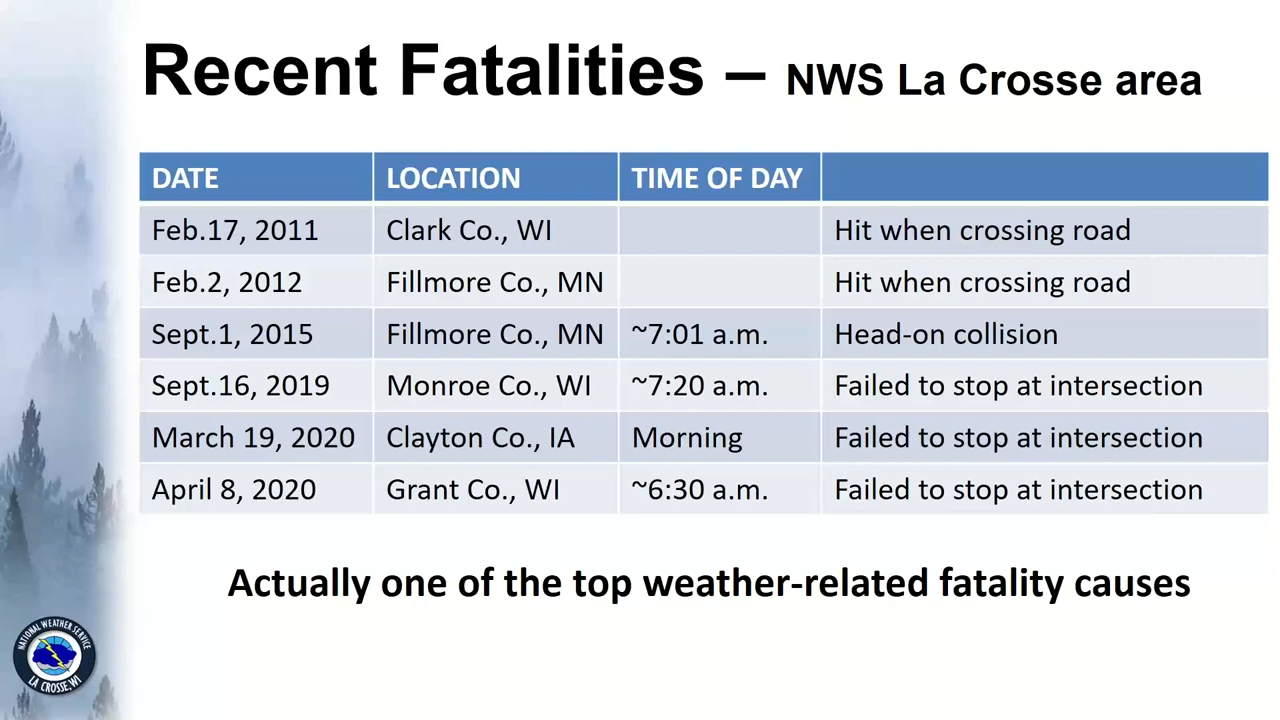 Recent Fatalities – NWS La Crosse area
DATE LOCATION TIME OF DAY
Feb.17, 2011 Clark Co., WI Hit when crossing road
Feb.2, 2012 Fillmore Co., MN Hit when crossing road
Sept.1, 2015 Fillmore Co., MN ~7:01 a.m. Head-on collision
Sept.16, 2019 Monroe Co., WI ~7:20 a.m. Failed to stop at intersection
March 19, 2020 Clayton Co., IA Morning Failed to stop at intersection
April 8, 2020 Grant Co., WI ~6:30 a.m. Failed to stop at intersection
Actually one of the top weather-related fatality causes
NATIONAL WEATHER SERVICE
LA CROSSE, WI